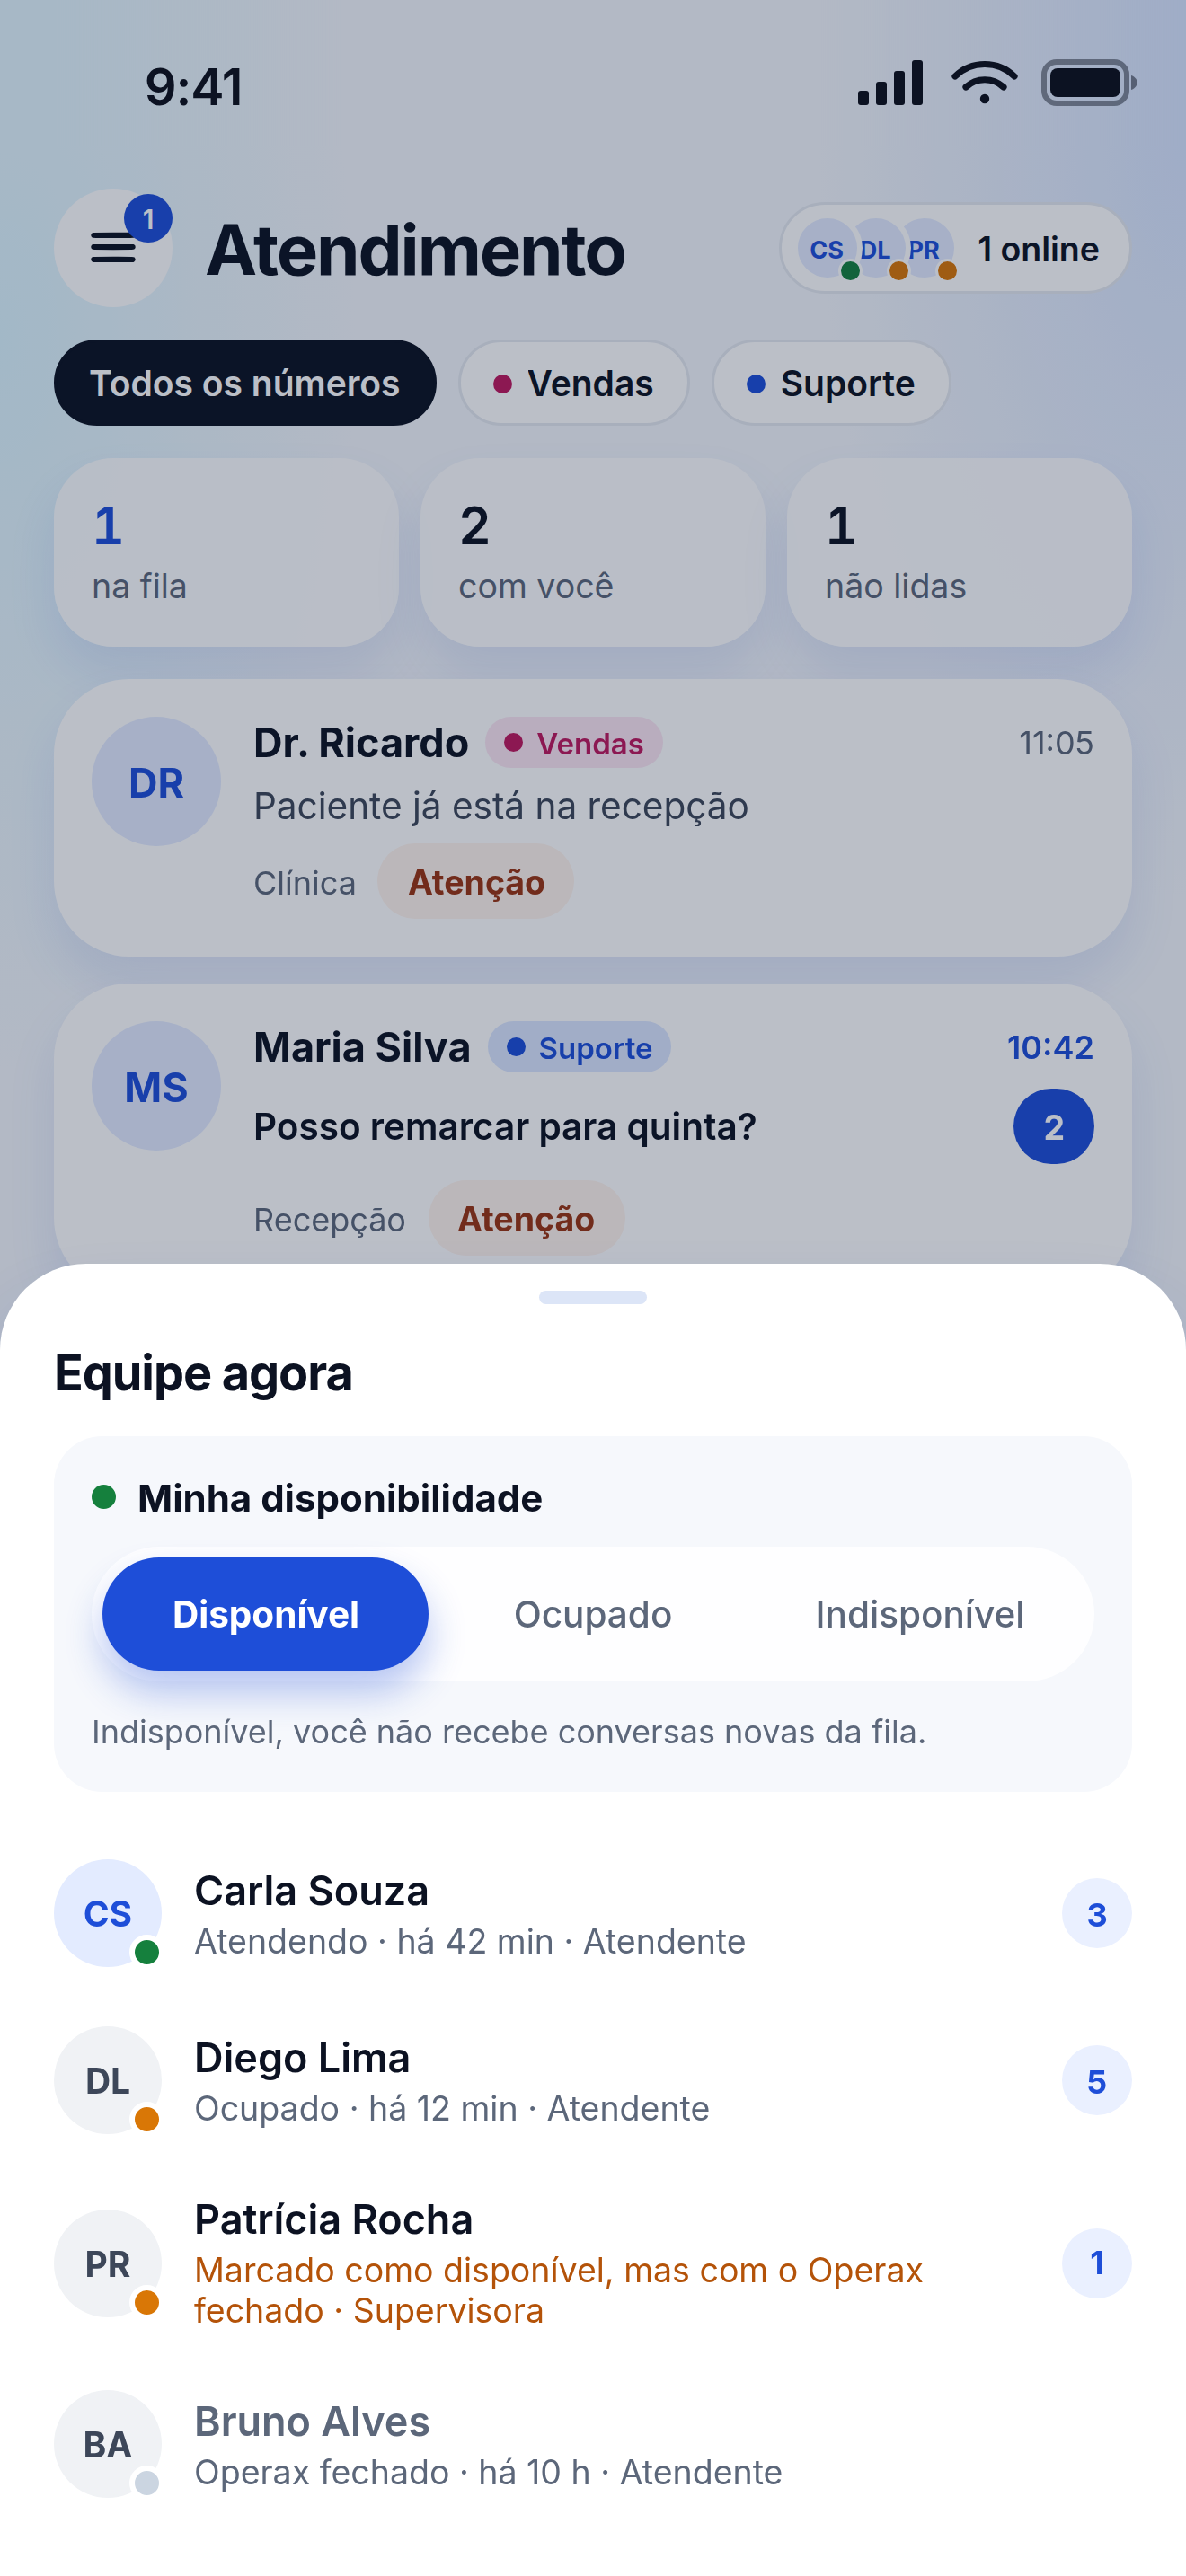 9:41
1
Atendimento
CS DL PR 1 online
Todos os números
Vendas
Suporte
1
na fila
2
com você
1
não lidas
DR
Dr. Ricardo
Vendas
11:05
Paciente já está na recepção
Clínica
Atenção
MS
Maria Silva
Suporte
10:42
Posso remarcar para quinta?
2
Recepção
Atenção
Equipe agora
Minha disponibilidade
Disponível
Ocupado
Indisponível
Indisponível, você não recebe conversas novas da fila.
CS
Carla Souza
Atendendo · há 42 min · Atendente
3
DL
Diego Lima
Ocupado · há 12 min · Atendente
5
PR
Patrícia Rocha
Marcado como disponível, mas com o Operax
fechado · Supervisora
1
BA
Bruno Alves
Operax fechado · há 10 h · Atendente